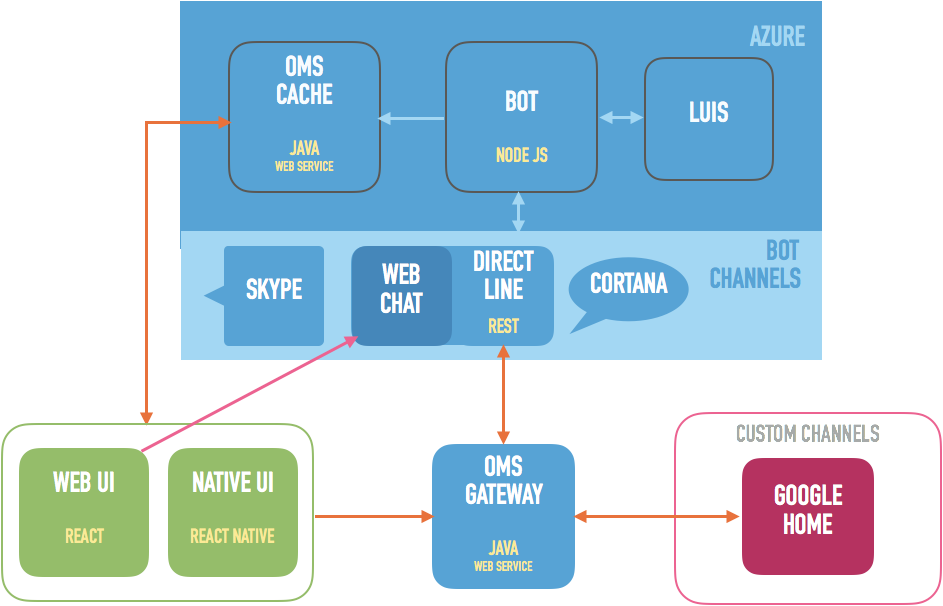 AZURE
OMS
CACHE
JAVA
WEB SERVICE
BOT
NODE JS
LUIS
BOT
CHANNELS
SKYPE
WEB
CHAT
DIRECT
LINE
REST
CORTANA
WEB UI
REACT
NATIVE UI
REACT NATIVE
OMS
GATEWAY
JAVA
WEB SERVICE
CUSTOM CHANNELS
GOOGLE
HOME